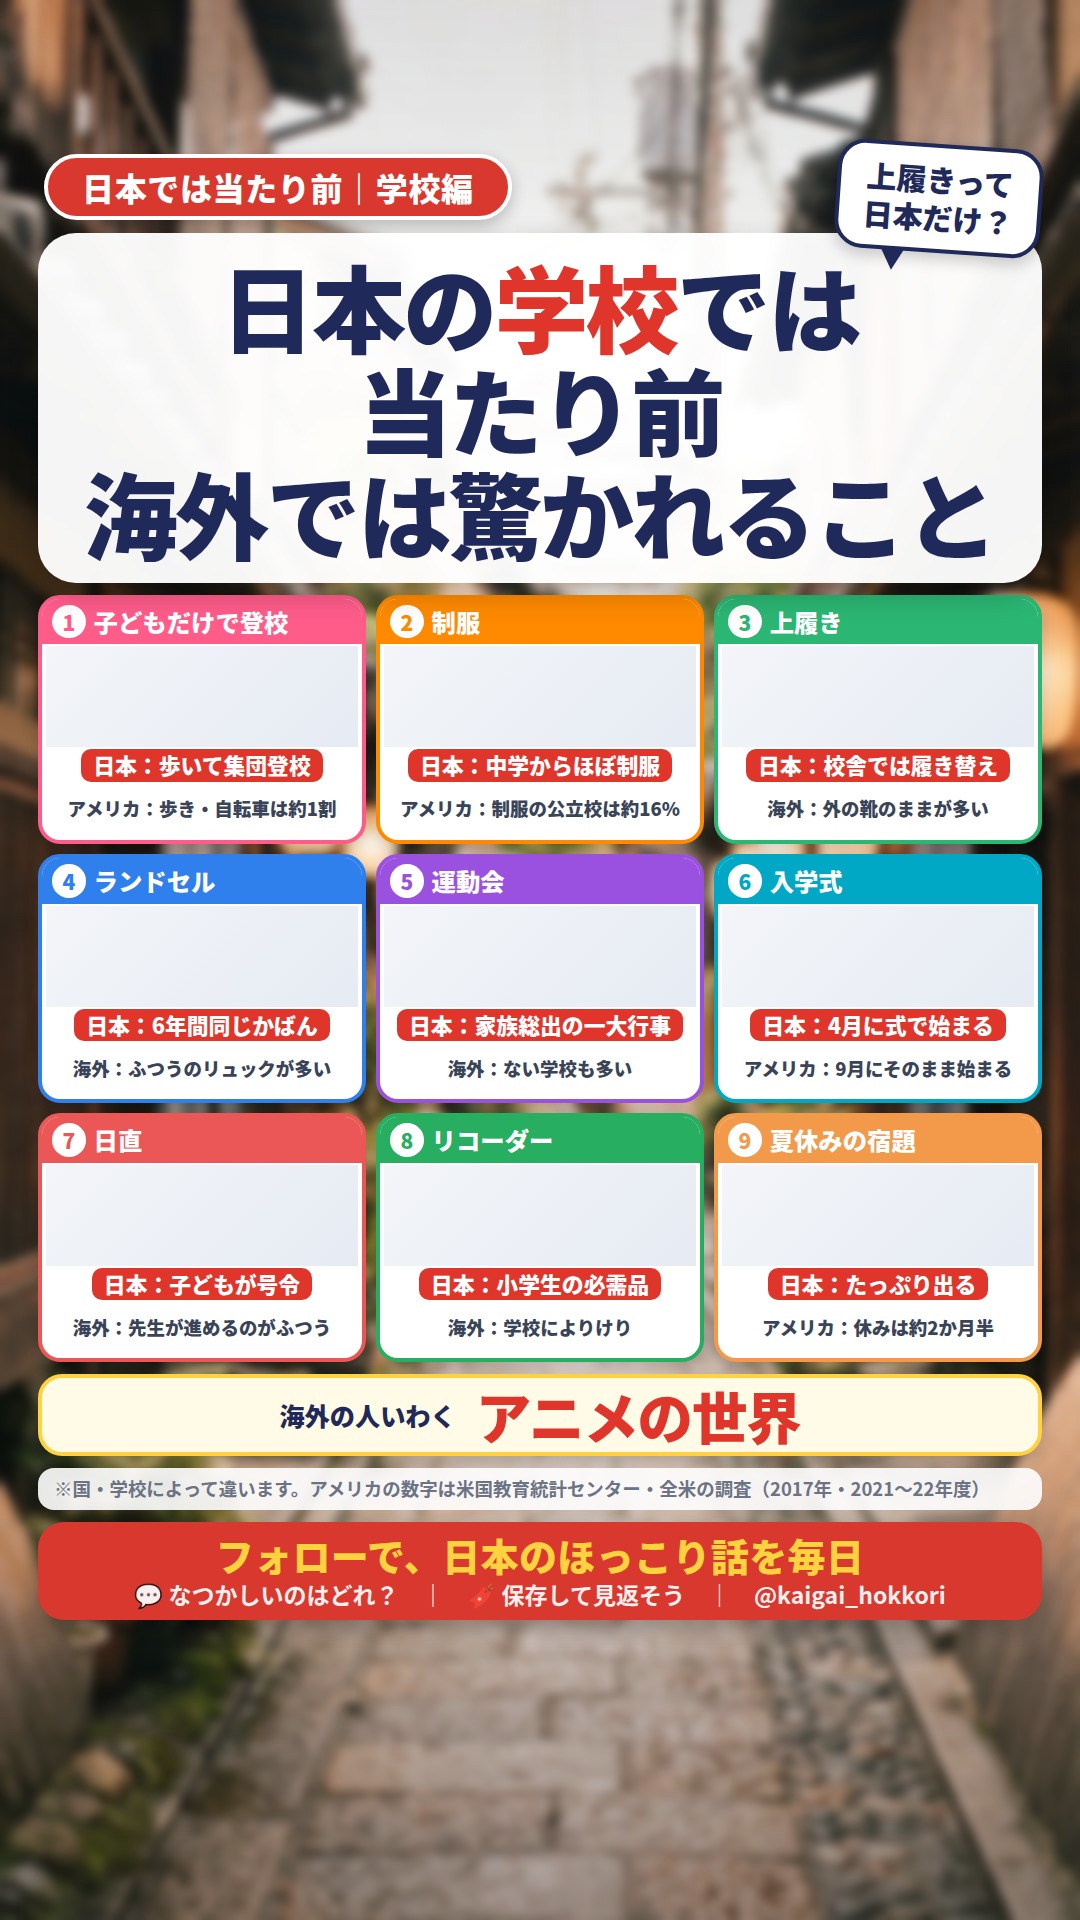 日本では当たり前｜学校編
上履きって
日本だけ？
日本の学校では
当たり前
海外では驚かれること
1 子どもだけで登校
日本：歩いて集団登校
アメリカ：歩き・自転車は約1割
2 制服
日本：中学からほぼ制服
アメリカ：制服の公立校は約16%
3 上履き
日本：校舎では履き替え
海外：外の靴のままが多い
4 ランドセル
日本：6年間同じかばん
海外：ふつうのリュックが多い
5 運動会
日本：家族総出の一大行事
海外：ない学校も多い
6 入学式
日本：4月に式で始まる
アメリカ：9月にそのまま始まる
7 日直
日本：子どもが号令
海外：先生が進めるのがふつう
8 リコーダー
日本：小学生の必需品
海外：学校によりけり
9 夏休みの宿題
日本：たっぷり出る
アメリカ：休みは約2か月半
海外の人いわく アニメの世界
※国・学校によって違います。アメリカの数字は米国教育統計センター・全米の調査（2017年・2021〜22年度）
フォローで、日本のほっこり話を毎日
💬 なつかしいのはどれ？ ｜ 🔖 保存して見返そう ｜ @kaigai_hokkori